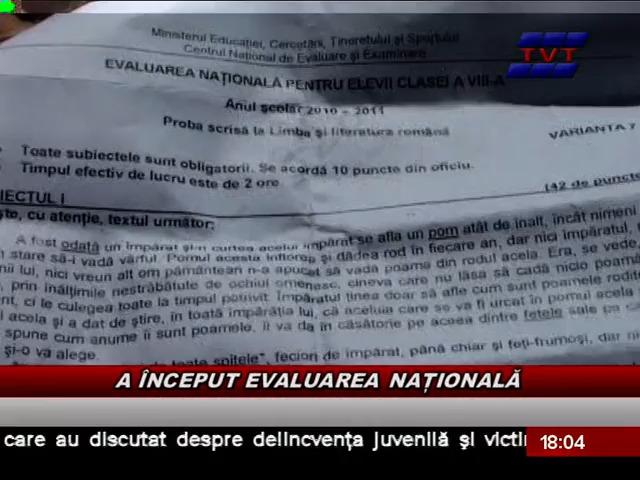 Ministerul Educației, Cercetării, Tineretului și Sportului
Centrul Național de Evaluare și Examinare
TVT
EVALUAREA NAȚIONALĂ PENTRU ELEVII CLASEI A VIII-A
Anul școlar 2010 - 2011
Proba scrisă la Limba și literatura română
VARIANTA 7
Toate subiectele sunt obligatorii. Se acordă 10 puncte din oficiu.
Timpul efectiv de lucru este de 2 ore
IECTUL I
(42 de puncte
ște, cu atenție, textul următor:
A fost odată un împărat și-n curtea acelui împărat se afla un pom atât de înalt, încât nimeni
stare să-i vadă vârful. Pomul acesta înflorea și dădea rod în fiecare an, dar nici împăratul,
nii lui, nici vreun alt om pământean n-a apucat să vadă poama din rodul acela. Era, se vede,
prin înălțimile nestrăbătute de ochiul omenesc, cineva care nu lăsa să cadă nicio poamă
nt, ci le culegea toate la timpul potrivit. Împăratul ținea doar să afle cum sunt poamele rodite
acela și a dat de știre, în toată împărăția lui, că aceluia care se va fi urcat în pomul acela
spune cum anume îi sunt poamele, îi va da în căsătorie pe aceea dintre fetele sale pe
și-o va alege.
de toate spițele", feciori de împărat, până chiar și feți-frumoși, dar
A ÎNCEPUT EVALUAREA NAȚIONALĂ
care au discutat despre delincvența juvenilă și victi
18:04